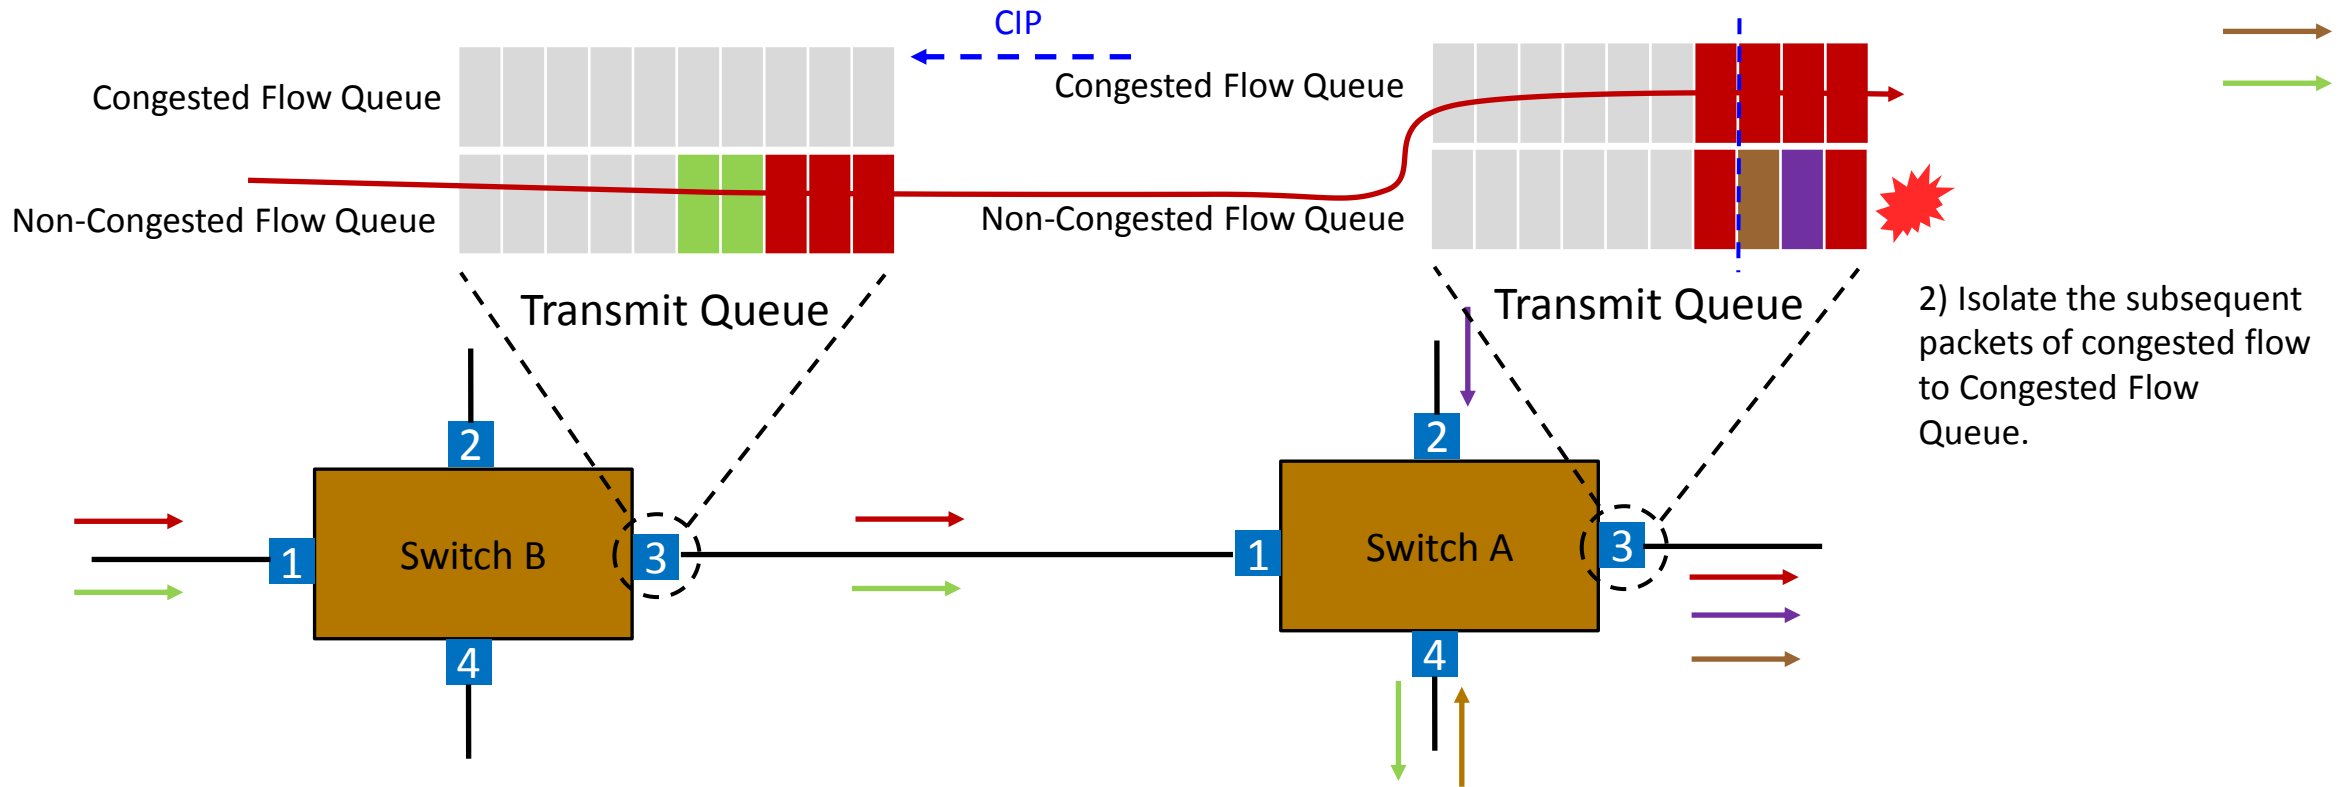 CIP
Congested Flow Queue
Congested Flow Queue
Non-Congested Flow Queue
Non-Congested Flow Queue
Transmit Queue
Transmit Queue
2) Isolate the subsequent
packets of congested flow
to Congested Flow
Queue.
2
2
1
Switch B
3
1
Switch A
3
4
4